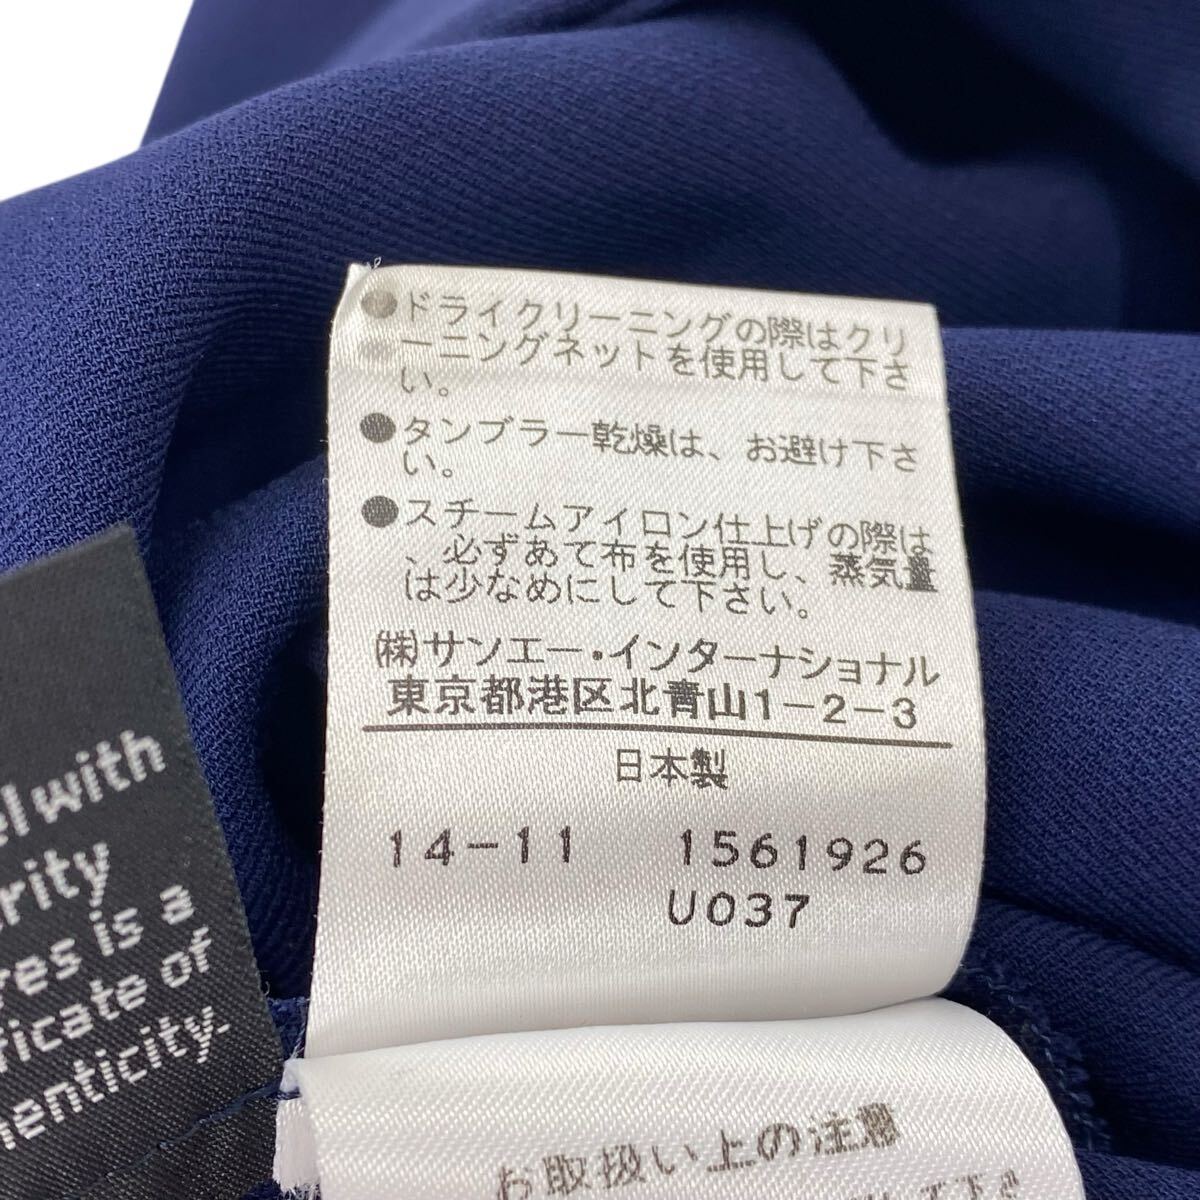 ●ドライクリーニングの際はクリ
ーニングネットを使用して下さ
い。
●タンブラー乾燥は、お避け下さ
い。
●スチームアイロン仕上げの際は
、必ずあて布を使用し、蒸気量
は少なめにして下さい。
㈱サンエー・インターナショナル
東京都港区北青山1-2-3
日本製
14-11 1561926
U037
with
is a
of
お取扱い上の注意